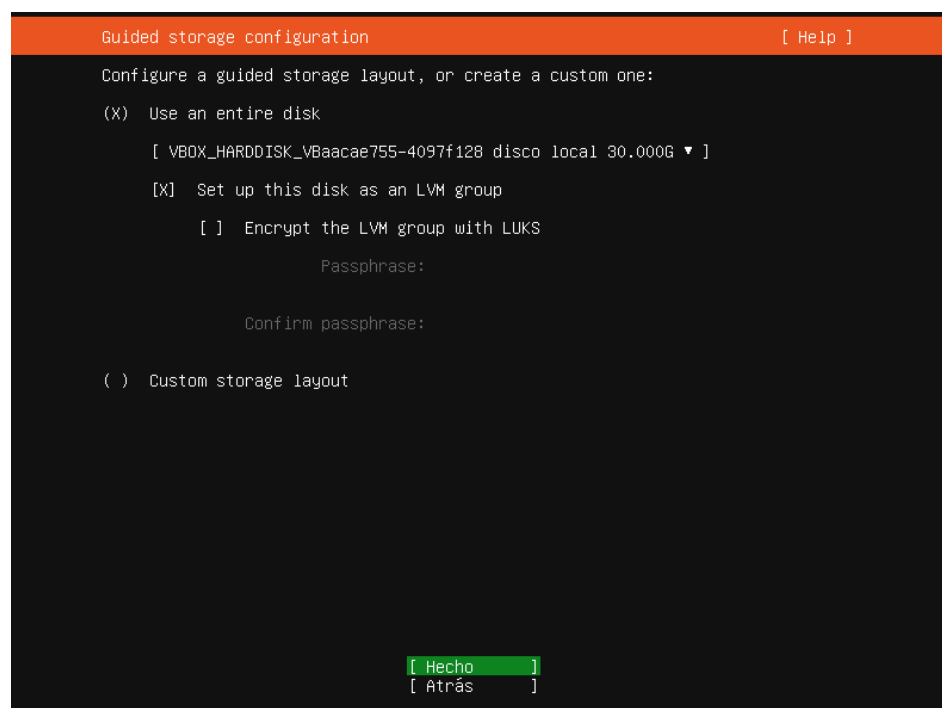 Guided storage configuration [ Help ]
Configure a guided storage layout, or create a custom one:
(X) Use an entire disk
[ VBOX_HARDDISK_VBaacae755-4097f128 disco local 30.000G ▾ ]
[X] Set up this disk as an LVM group
[ ] Encrypt the LVM group with LUKS
Passphrase:
Confirm passphrase:
( ) Custom storage layout
[ Hecho ]
[ Atrás ]